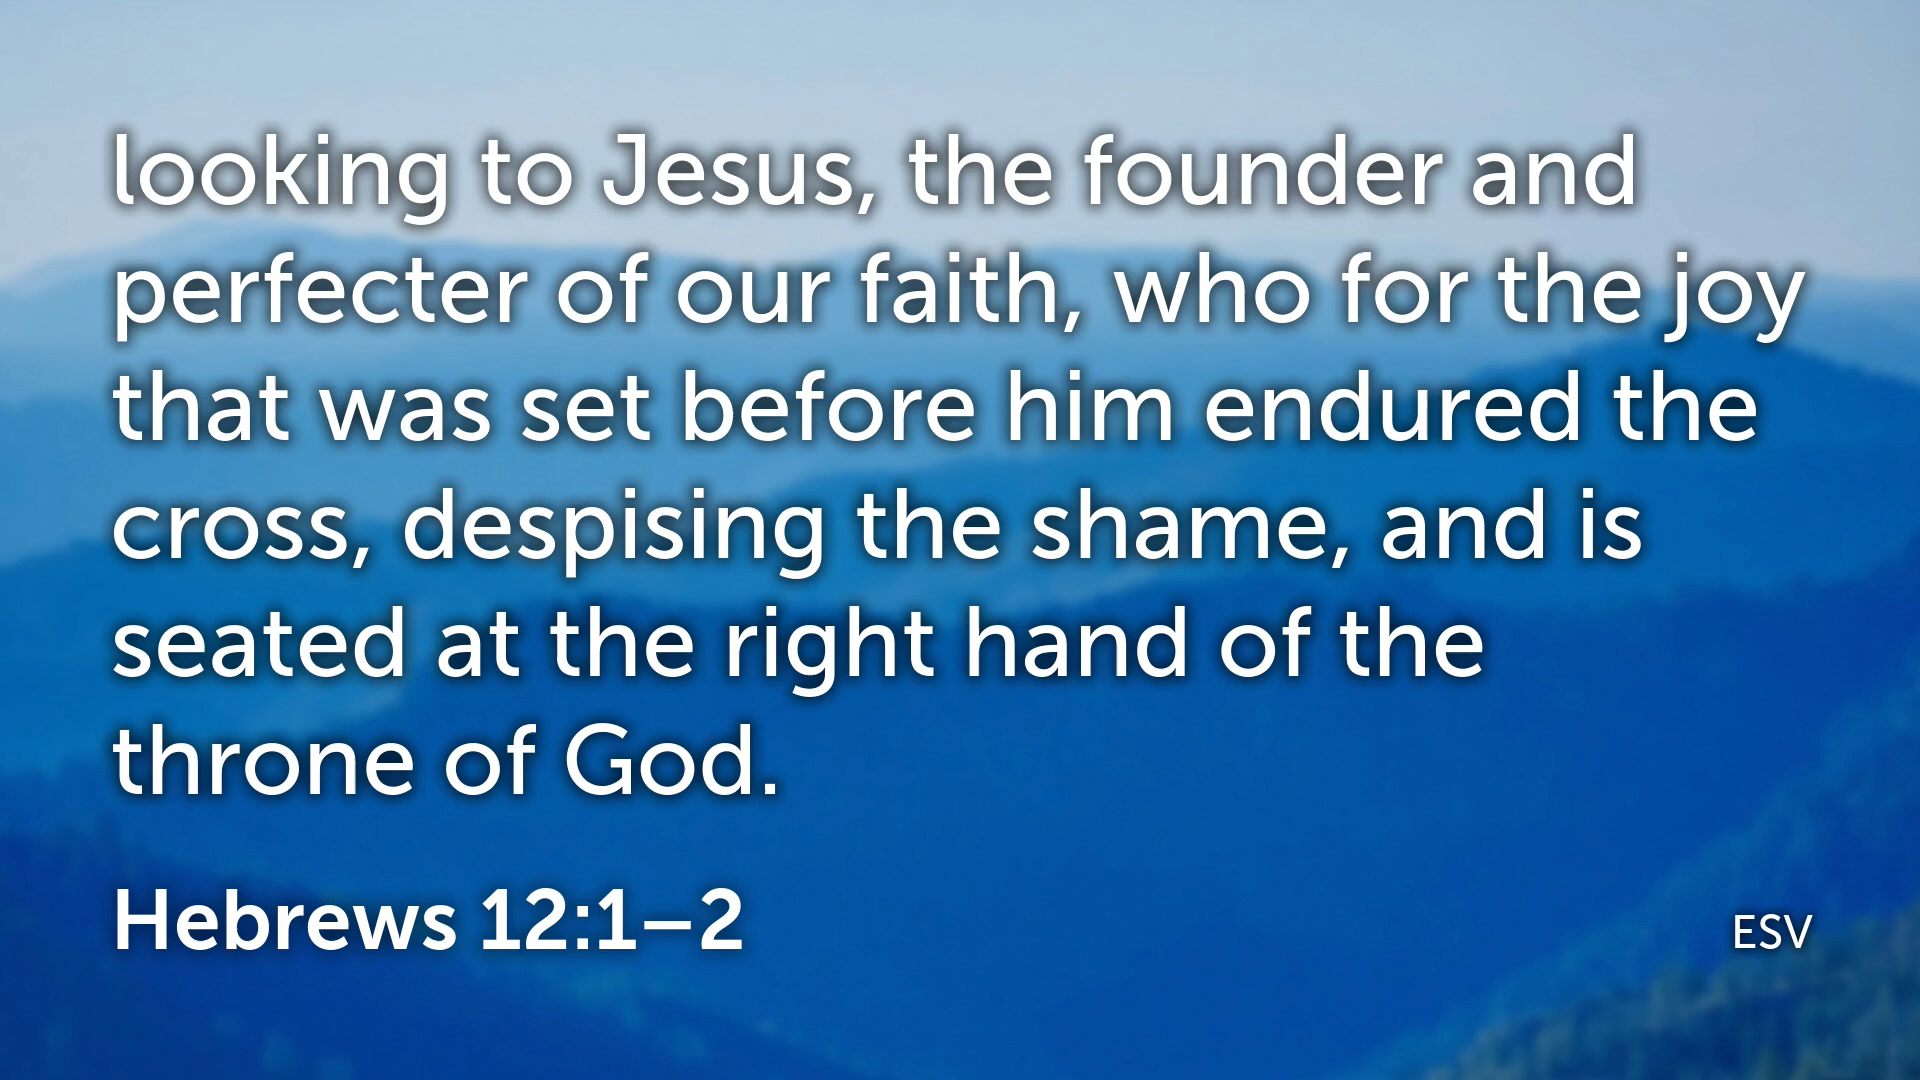 looking to Jesus, the founder and
perfecter of our faith, who for the joy
that was set before him endured the
cross, despising the shame, and is
seated at the right hand of the
throne of God.
Hebrews 12:1–2
ESV